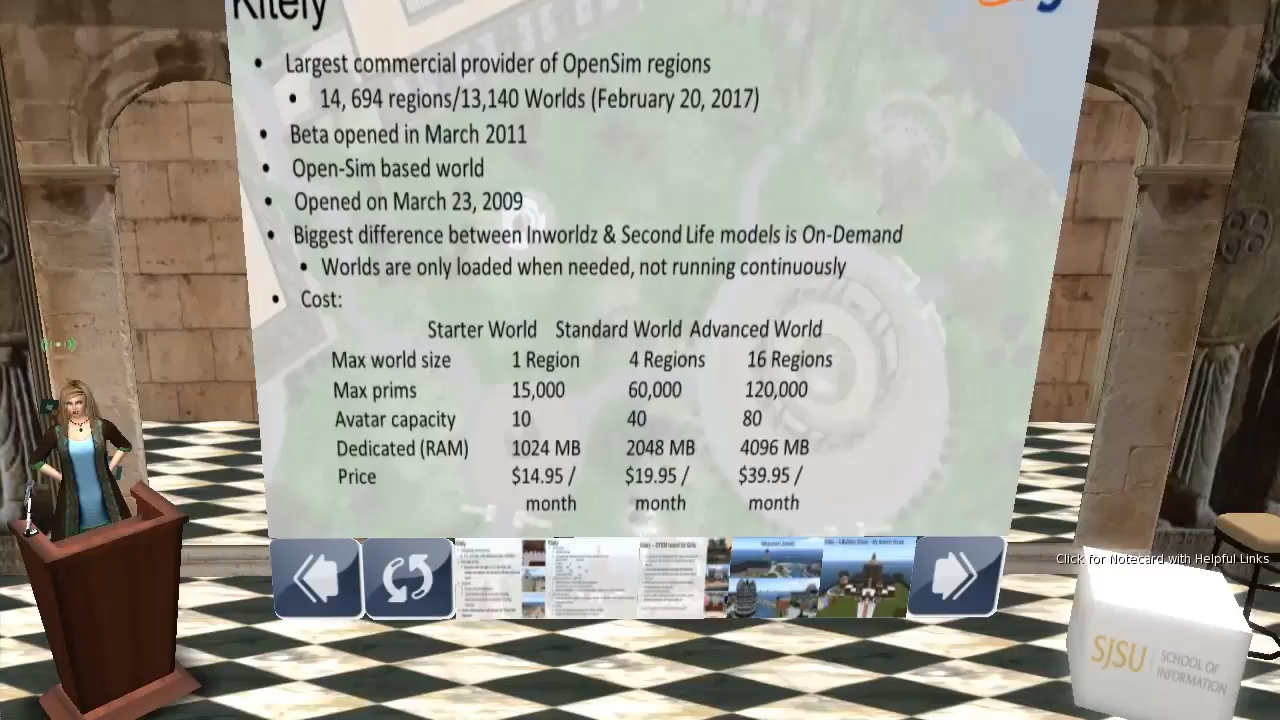 Kitely
• Largest commercial provider of OpenSim regions
• 14, 694 regions/13,140 Worlds (February 20, 2017)
• Beta opened in March 2011
• Open-Sim based world
• Opened on March 23, 2009
• Biggest difference between Inworldz & Second Life models is On-Demand
• Worlds are only loaded when needed, not running continuously
• Cost:
Starter World Standard World Advanced World
Max world size 1 Region 4 Regions 16 Regions
Max prims 15,000 60,000 120,000
Avatar capacity 10 40 80
Dedicated (RAM) 1024 MB 2048 MB 4096 MB
Price $14.95 / $19.95 / $39.95 /
month month month
Click for Notecard with Helpful Links
SJSU SCHOOL OF
INFORMATION